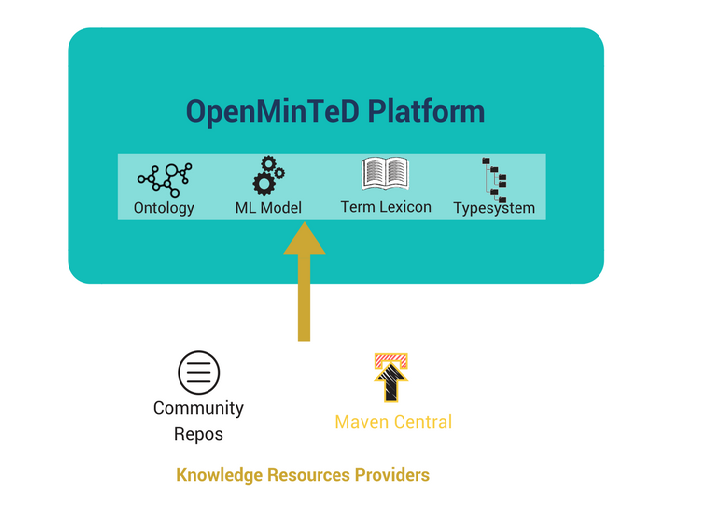 OpenMinTeD Platform
Ontology ML Model Term Lexicon Typesystem
Community
Repos
Maven Central
Knowledge Resources Providers